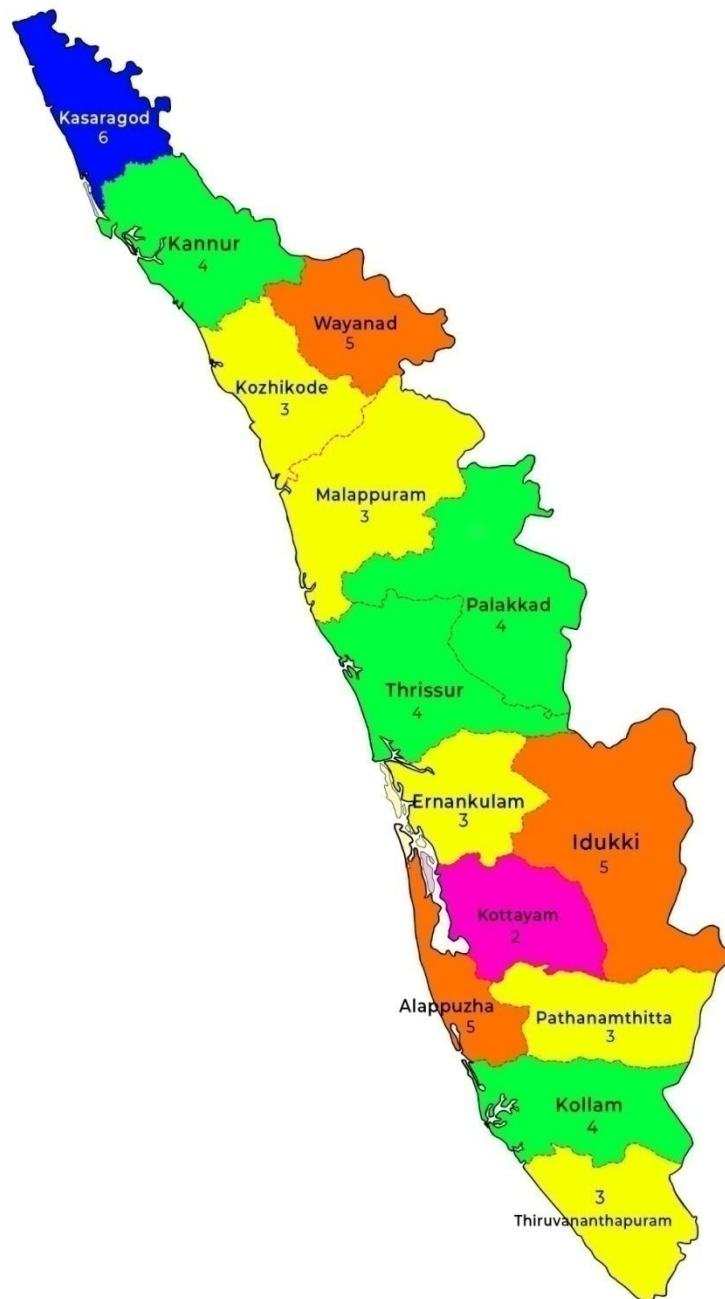 Kasaragod
6
Kannur
4
Wayanad
5
Kozhikode
3
Malappuram
3
Palakkad
4
Thrissur
4
Ernankulam
3
Idukki
5
Kottayam
2
Alappuzha
5
Pathanamthitta
3
Kollam
4
3
Thiruvananthapuram